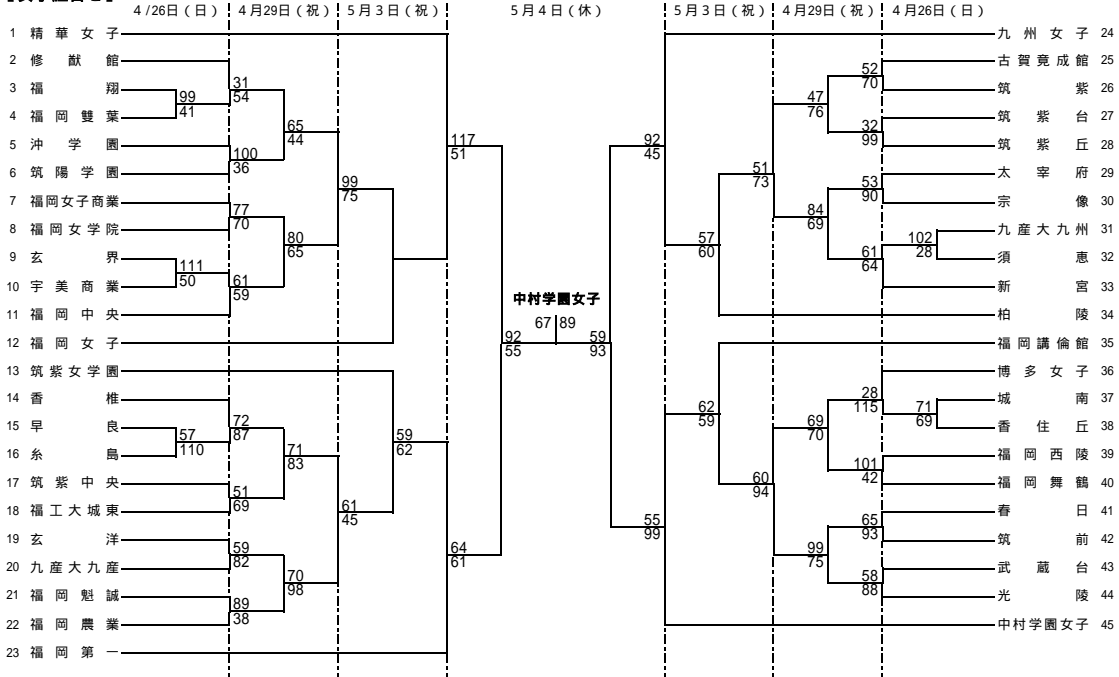 4/26日(日) 4月29日(祝) 5月3日(祝) 5月4日(休) 5月3日(祝) 4月29日(祝) 4月26日(日)
1 精華女子
2 修猷館
3 福翔
4 福岡雙葉
5 沖学園
6 筑陽学園
7 福岡女子商業
8 福岡女学院
9 玄界
10 宇美商業
11 福岡中央
12 福岡女子
13 筑紫女学園
14 香椎
15 早良
16 糸島
17 筑紫中央
18 福工大城東
19 玄洋
20 九産大九産
21 福岡魁誠
22 福岡農業
23 福岡第一
99
41
111
50
57
110
31
54
100
36
77
70
61
59
72
87
51
69
59
82
89
38
65
44
80
65
71
83
70
98
99
75
61
45
59
62
117
51
64
61
92
55
中村学園女子
67 89
59
93
92
45
55
99
57
60
62
59
51
73
60
94
47
76
84
69
69
70
99
75
52
70
32
99
53
90
61
64
28
115
101
42
65
93
58
88
102
28
71
69
九州女子 24
古賀竟成館 25
筑紫 26
筑紫台 27
筑紫丘 28
太宰府 29
宗像 30
九産大九州 31
須恵 32
新宮 33
柏陵 34
福岡講倫館 35
博多女子 36
城南 37
香住丘 38
福岡西陵 39
福岡舞鶴 40
春日 41
筑前 42
武蔵台 43
光陵 44
中村学園女子 45